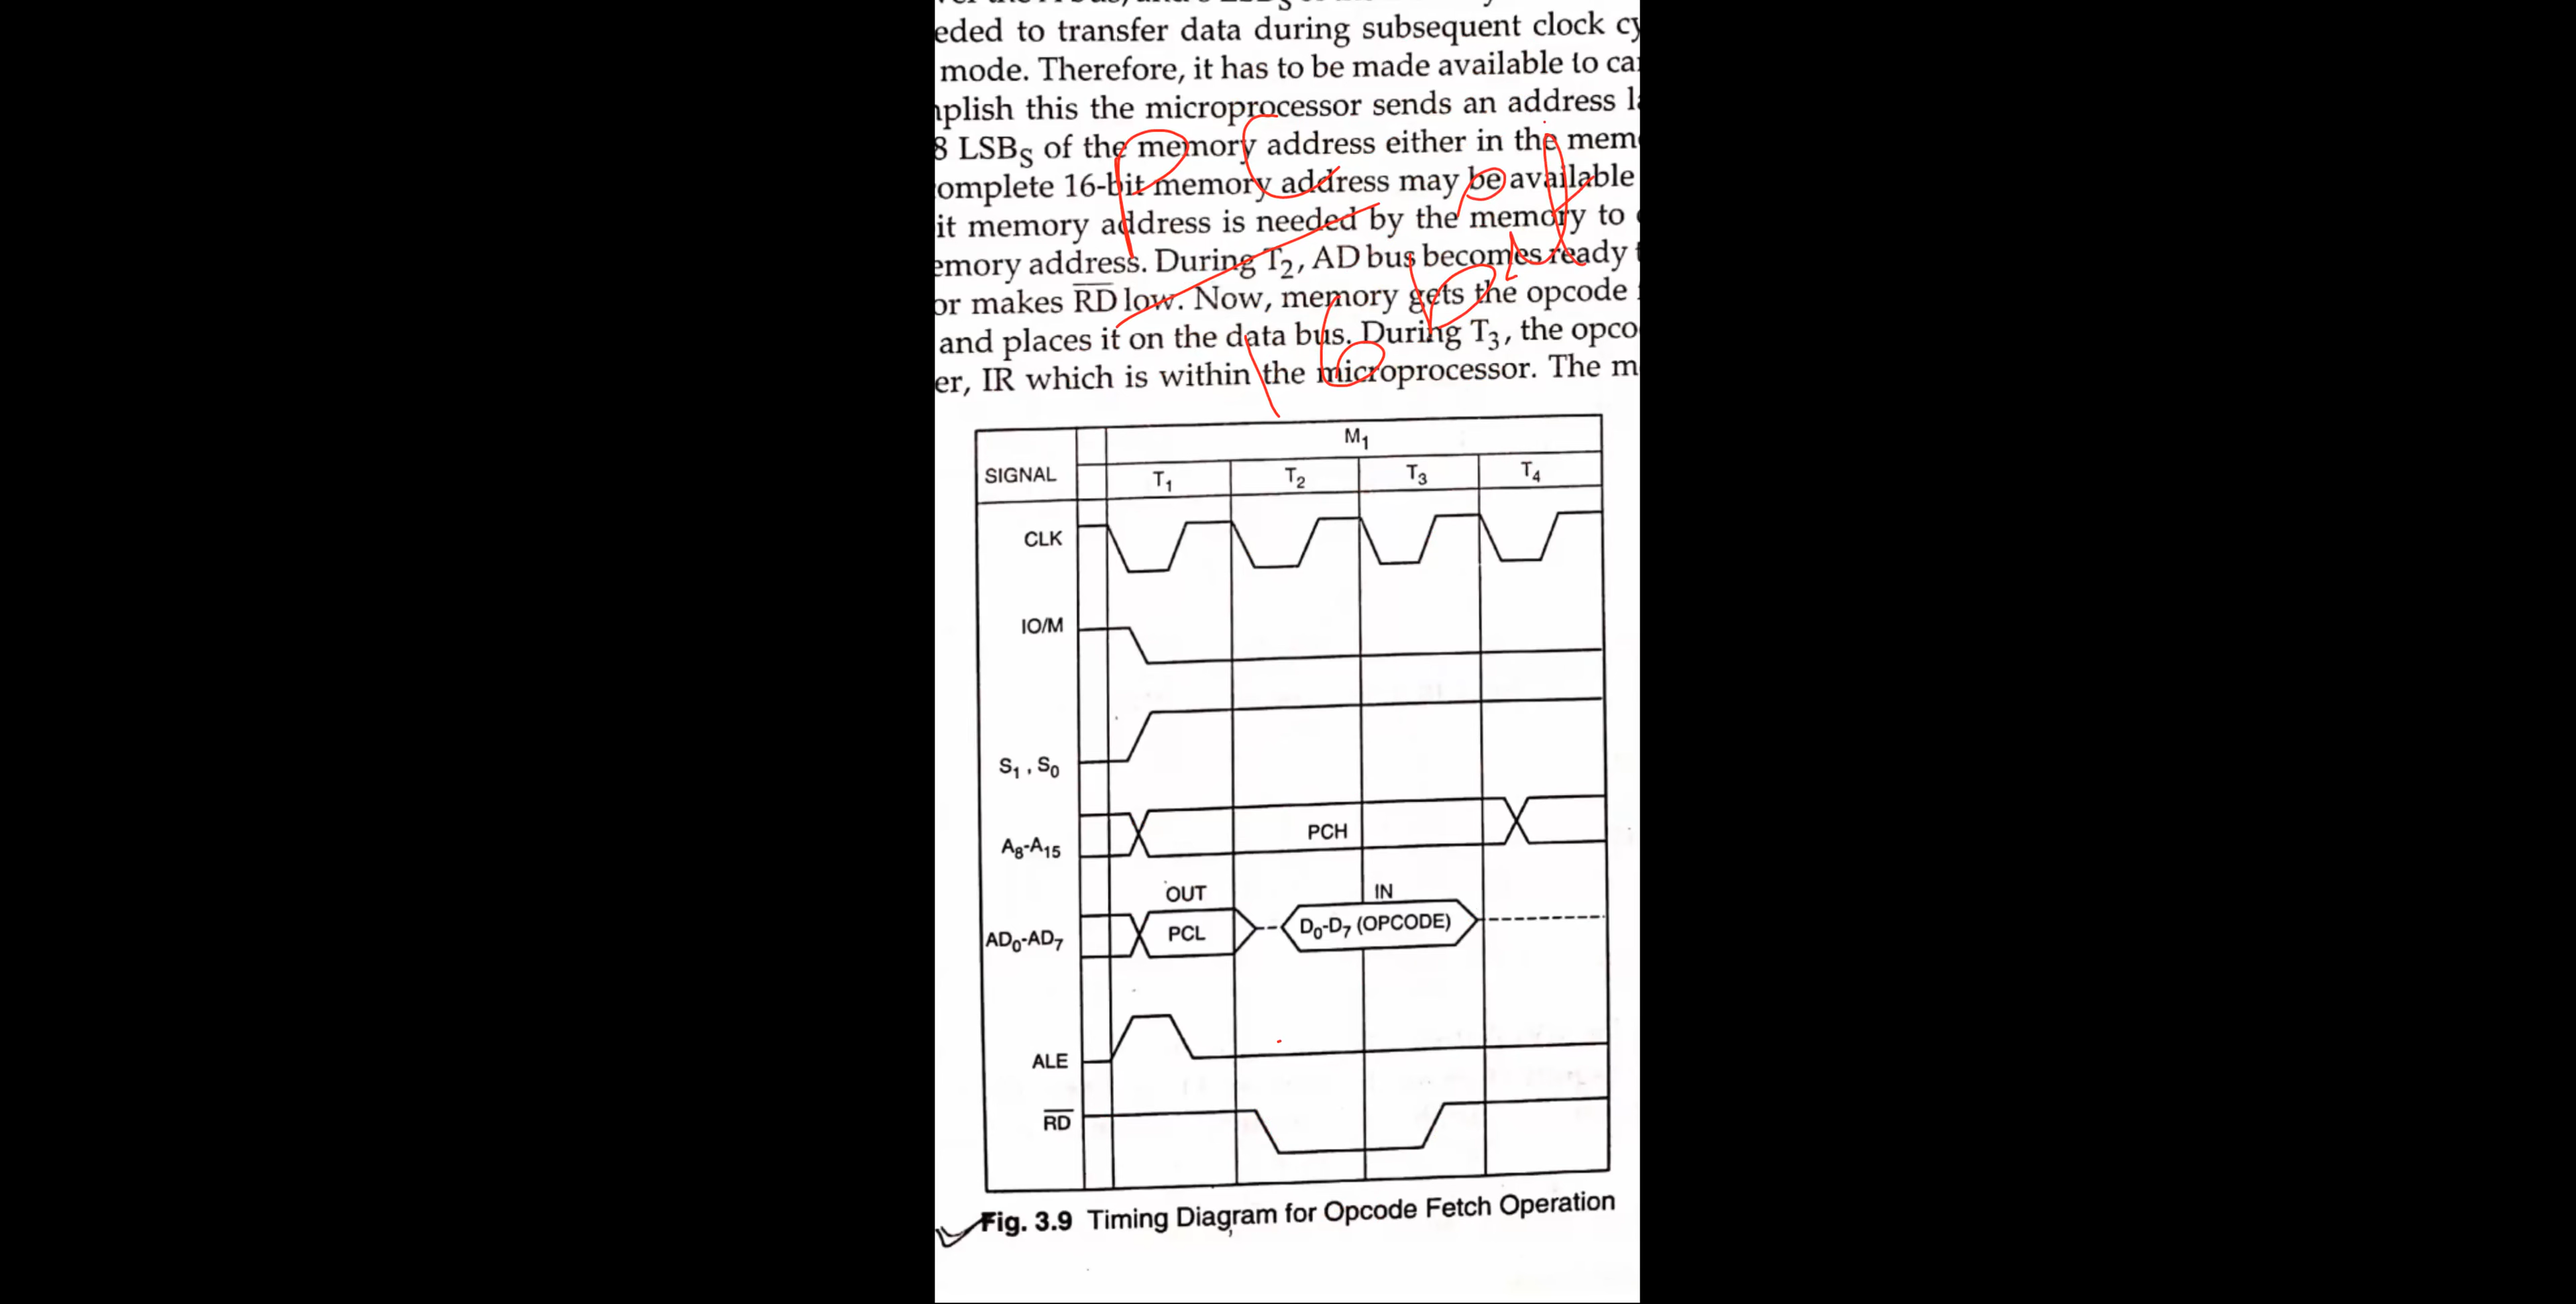 eded to transfer data during subsequent clock cy
mode. Therefore, it has to be made available to ca
plish this the microprocessor sends an address la
8 LSBS of the memory address either in the mem
omplete 16-bit memory address may be available
it memory address is needed by the memory to
emory address. During T2, AD bus becomes ready
or makes R̅D̅ low. Now, memory gets the opcode
and places it on the data bus. During T3, the opco
er, IR which is within the microprocessor. The m
PC
16 bit
SIGNAL
M1
T1 T2 T3 T4
CLK
IO/M
S1 , S0
A8-A15 PCH
OUT IN
AD0-AD7 PCL D0-D7 (OPCODE)
ALE
R̅D̅
Fig. 3.9 Timing Diagram for Opcode Fetch Operation